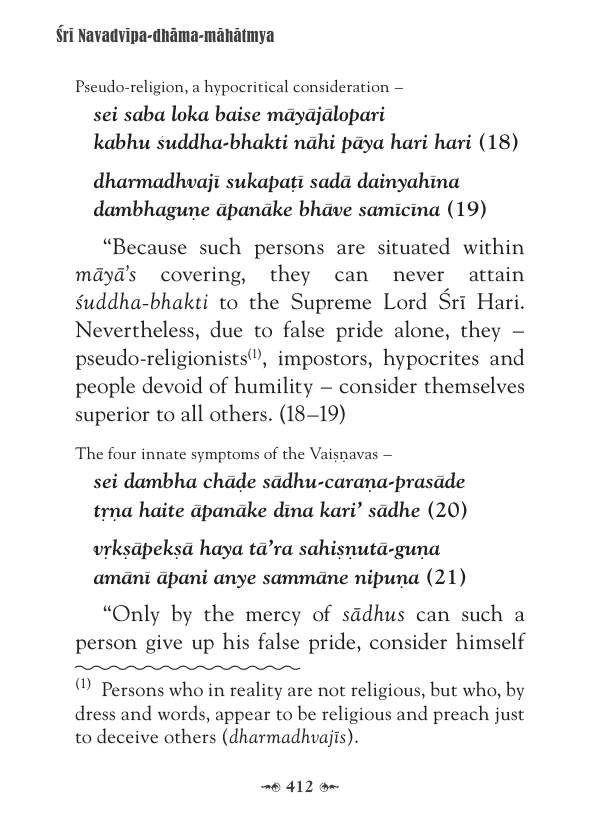 Śrī Navadvīpa-dhāma-māhātmya
Pseudo-religion, a hypocritical consideration –
sei saba loka baise māyājālopari
kabhu śuddha-bhakti nāhi pāya hari hari (18)
dharmadhvajī sukapaṭī sadā dainyahīna
dambhaguṇe āpanāke bhāve samīcīna (19)
“Because such persons are situated within
māyā’s covering, they can never attain
śuddha-bhakti to the Supreme Lord Śrī Hari.
Nevertheless, due to false pride alone, they –
pseudo-religionists(1), impostors, hypocrites and
people devoid of humility – consider themselves
superior to all others. (18–19)
The four innate symptoms of the Vaiṣṇavas –
sei dambha chāḍe sādhu-caraṇa-prasāde
tṛṇa haite āpanāke dīna kari’ sādhe (20)
vṛkṣāpekṣā haya tā’ra sahiṣṇutā-guṇa
amānī āpani anye sammāne nipuṇa (21)
“Only by the mercy of sādhus can such a
person give up his false pride, consider himself
(1) Persons who in reality are not religious, but who, by
dress and words, appear to be religious and preach just
to deceive others (dharmadhvajīs).
412